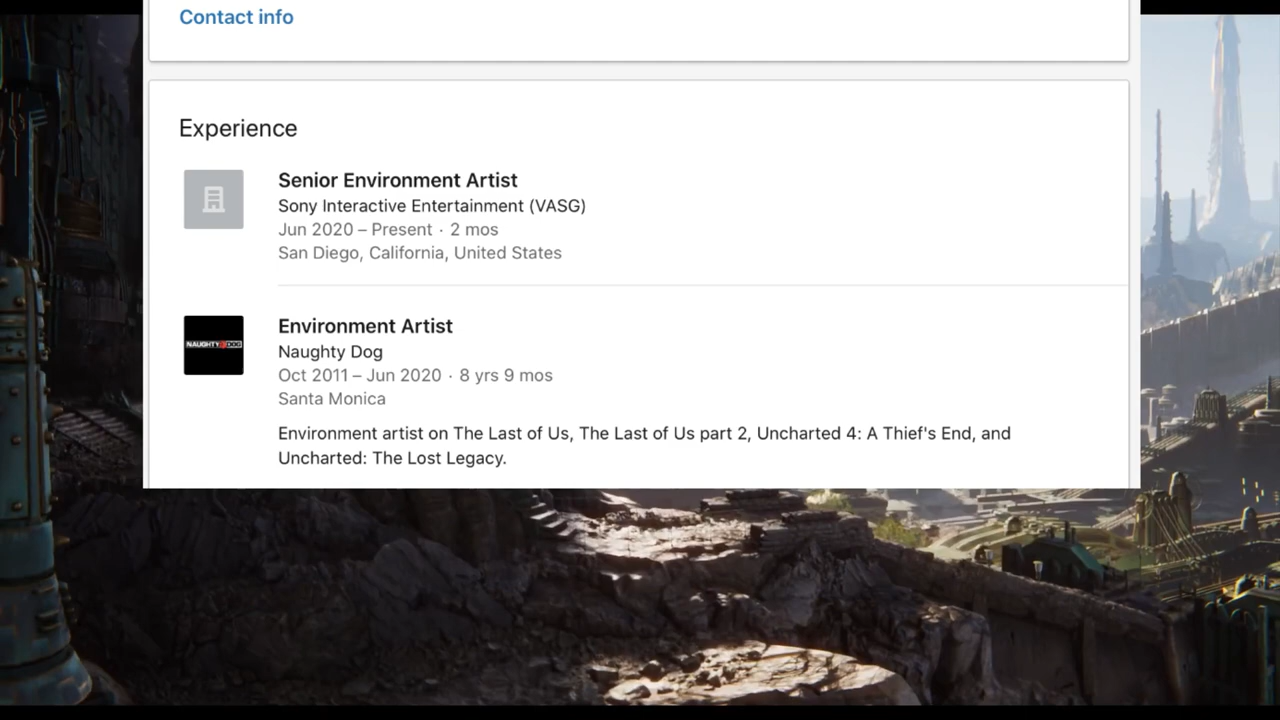 Contact info
Experience
Senior Environment Artist
Sony Interactive Entertainment (VASG)
Jun 2020 – Present · 2 mos
San Diego, California, United States
NAUGHTY DOG
Environment Artist
Naughty Dog
Oct 2011 – Jun 2020 · 8 yrs 9 mos
Santa Monica
Environment artist on The Last of Us, The Last of Us part 2, Uncharted 4: A Thief's End, and
Uncharted: The Lost Legacy.